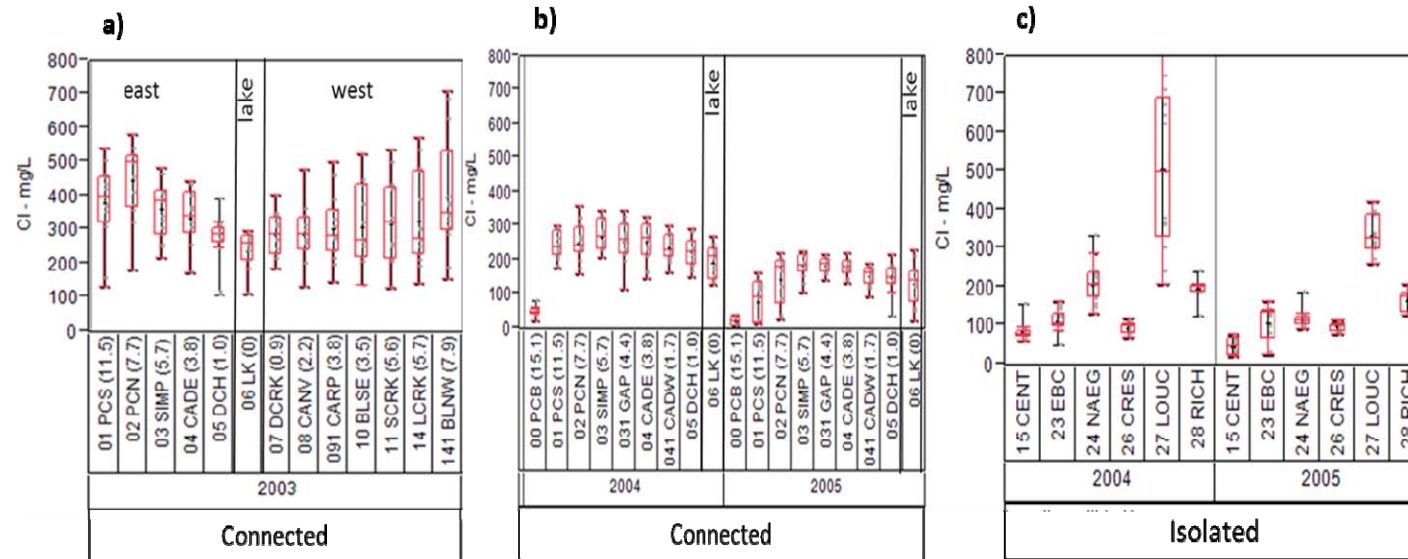 a)
800
700
600
500
400
300
200
100
0
Cl - mg/L
east
lake
west
01 PCS (11.5)
02 PCN (7.7)
03 SIMP (5.7)
04 CADE (3.8)
05 DCH (1.0)
06 LK (0)
07 DCRK (0.9)
08 CANV (2.2)
091 CARP (3.8)
10 BLSE (3.5)
11 SCRK (5.6)
14 LCRK (5.7)
141 BLNW (7.9)
2003
Connected
b)
800
700
600
500
400
300
200
100
0
Cl - mg/L
lake
lake
00 PCB (15.1)
01 PCS (11.5)
02 PCN (7.7)
03 SIMP (5.7)
031 GAP (4.4)
04 CADE (3.8)
041 CADW (1.7)
05 DCH (1.0)
06 LK (0)
00 PCB (15.1)
01 PCS (11.5)
02 PCN (7.7)
03 SIMP (5.7)
031 GAP (4.4)
04 CADE (3.8)
041 CADW (1.7)
05 DCH (1.0)
06 LK (0)
2004
2005
Connected
c)
800
700
600
500
400
300
200
100
0
Cl - mg/L
15 CENT
23 EBC
24 NAEG
26 CRES
27 LOUC
28 RICH
15 CENT
23 EBC
24 NAEG
26 CRES
27 LOUC
28 RICH
2004
2005
Isolated